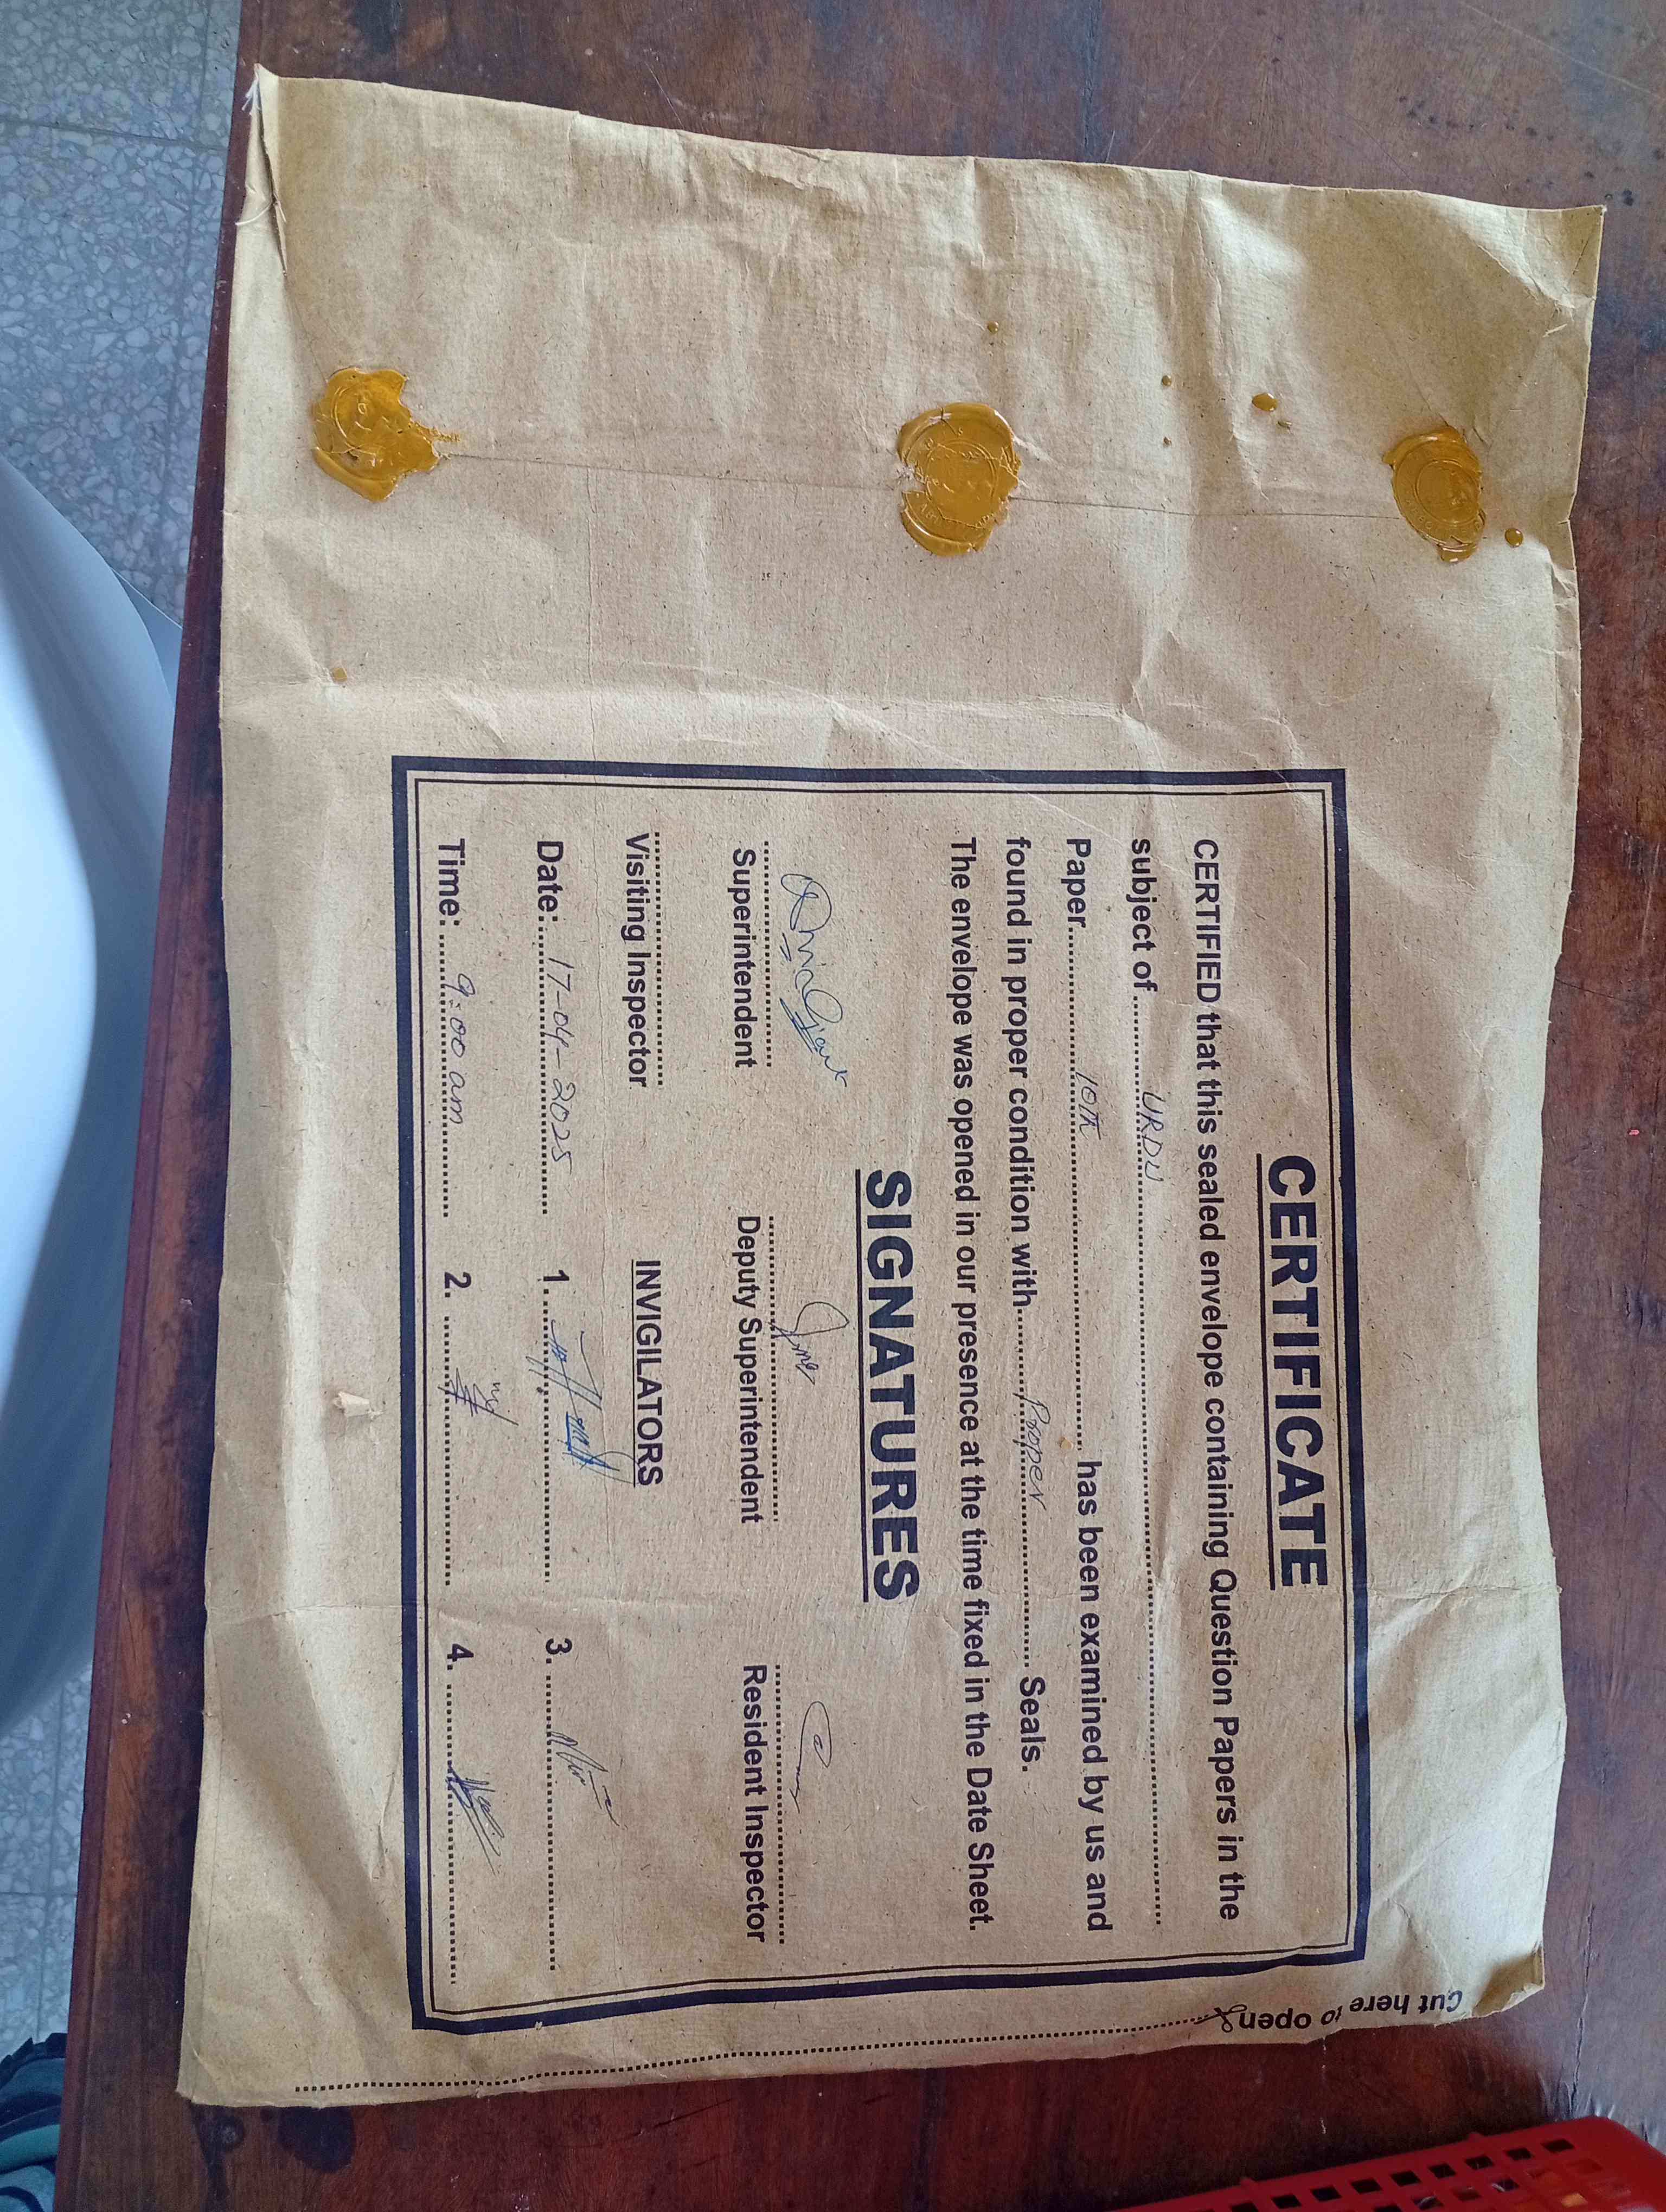 CERTIFICATE
CERTIFIED that this sealed envelope containing Question Papers in the
subject of URDU
Paper 10th has been examined by us and
found in proper condition with Proper Seals.
The envelope was opened in our presence at the time fixed in the Date Sheet.
SIGNATURES
Superintendent Deputy Superintendent Resident Inspector
Visiting Inspector INVIGILATORS
Date: 17-04-2025 1. 3.
Time: 9:00 am 2. 4.
Cut here to open